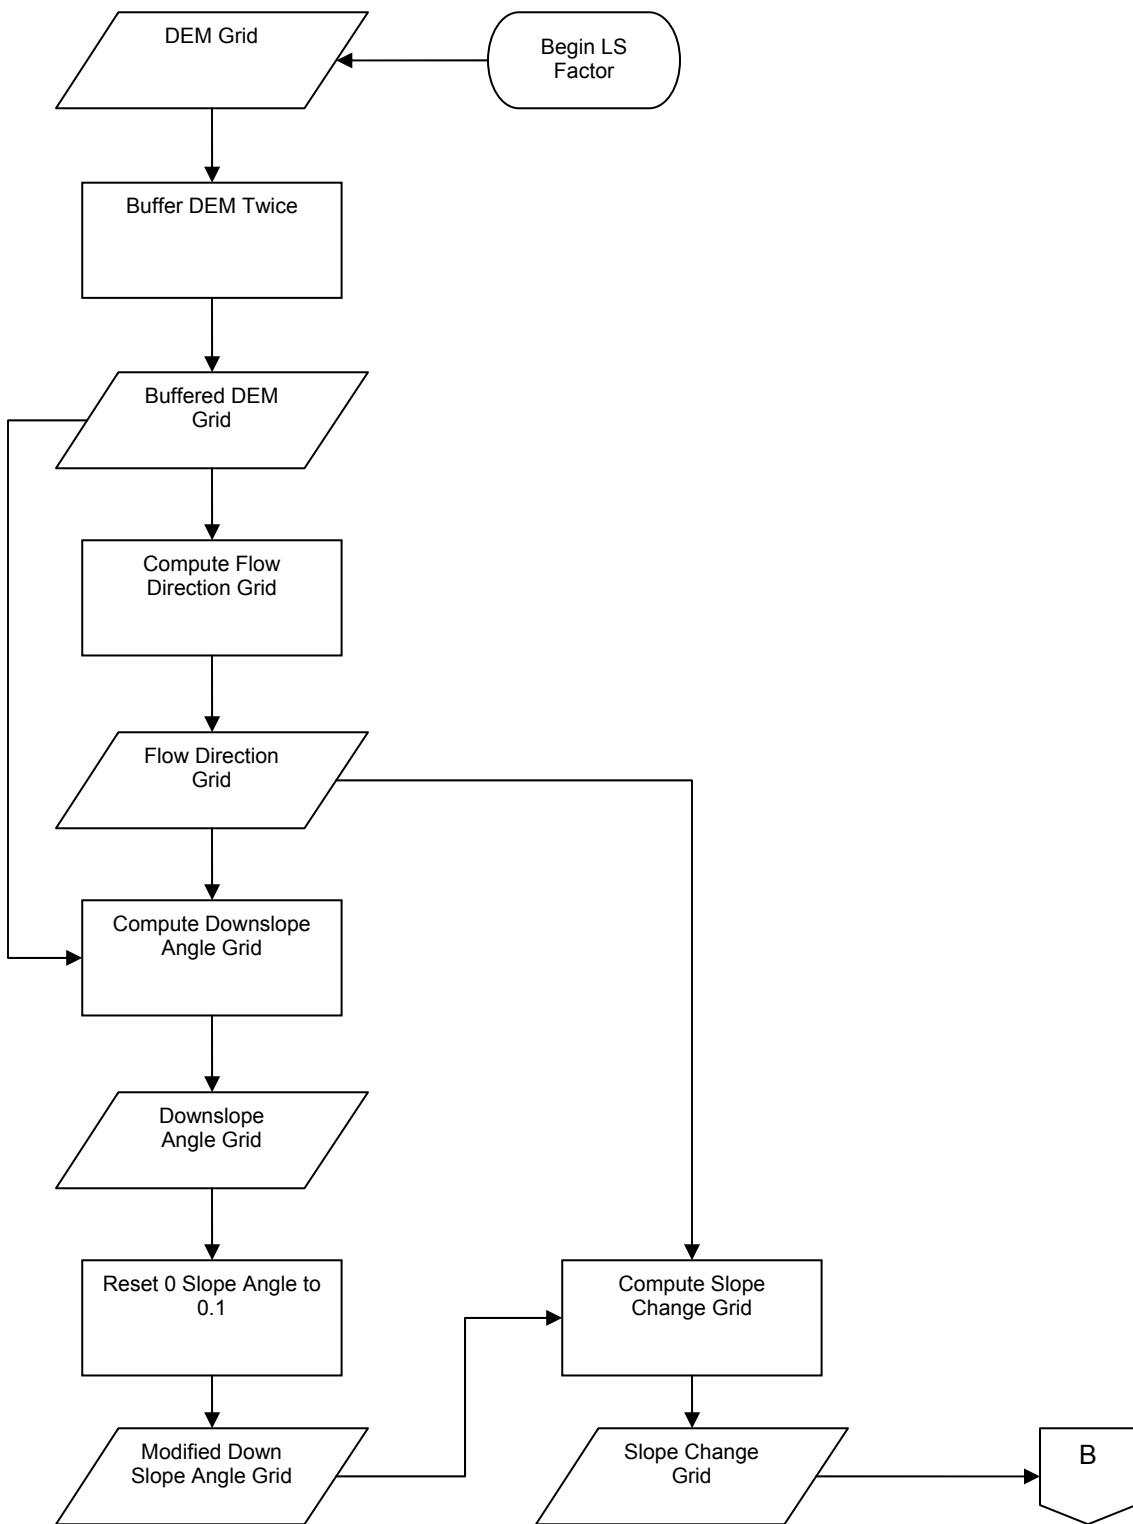 DEM Grid
Begin LS
Factor
Buffer DEM Twice
Buffered DEM
Grid
Compute Flow
Direction Grid
Flow Direction
Grid
Compute Downslope
Angle Grid
Downslope
Angle Grid
Reset 0 Slope Angle to
0.1
Compute Slope
Change Grid
Modified Down
Slope Angle Grid
Slope Change
Grid
B